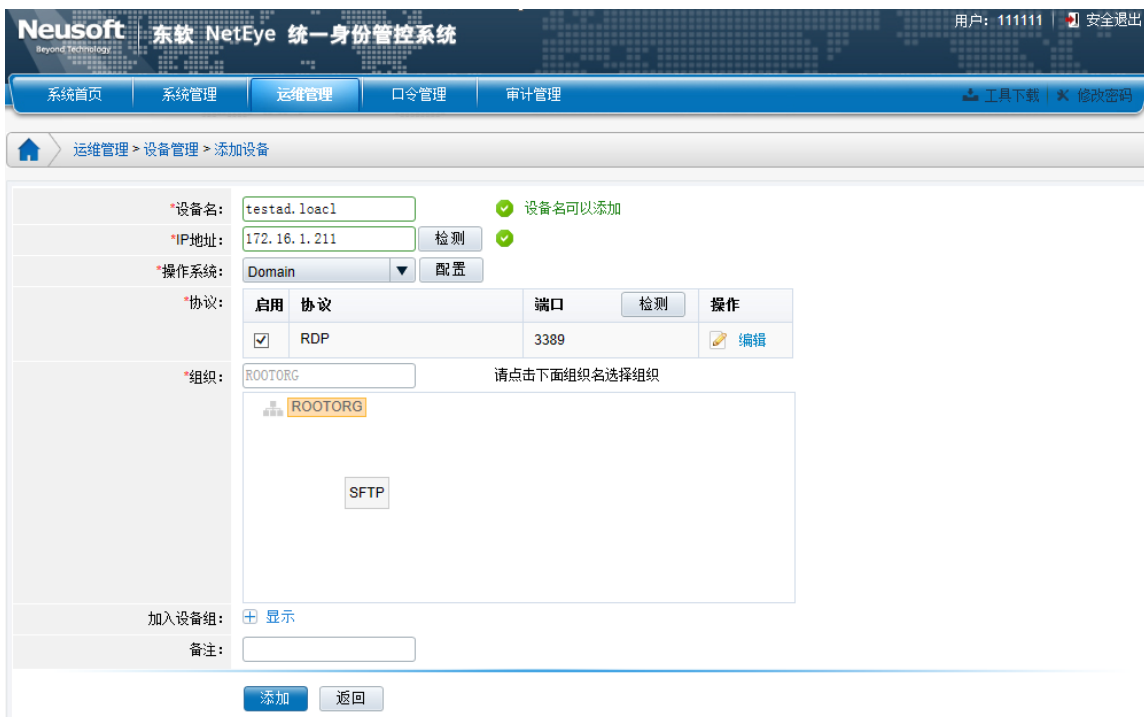 Neusoft 东软 NetEye 统一身份管控系统 用户: 111111 安全退出
Beyond Technology
系统首页 系统管理 运维管理 口令管理 审计管理 工具下载 修改密码
运维管理 > 设备管理 > 添加设备
*设备名: testad.loacl 设备名可以添加
*IP地址: 172.16.1.211 检测
*操作系统: Domain 配置
*协议: 启用 协议 端口 检测 操作
RDP 3389 编辑
*组织: ROOTORG 请点击下面组织名选择组织
ROOTORG
SFTP
加入设备组: 显示
备注:
添加 返回